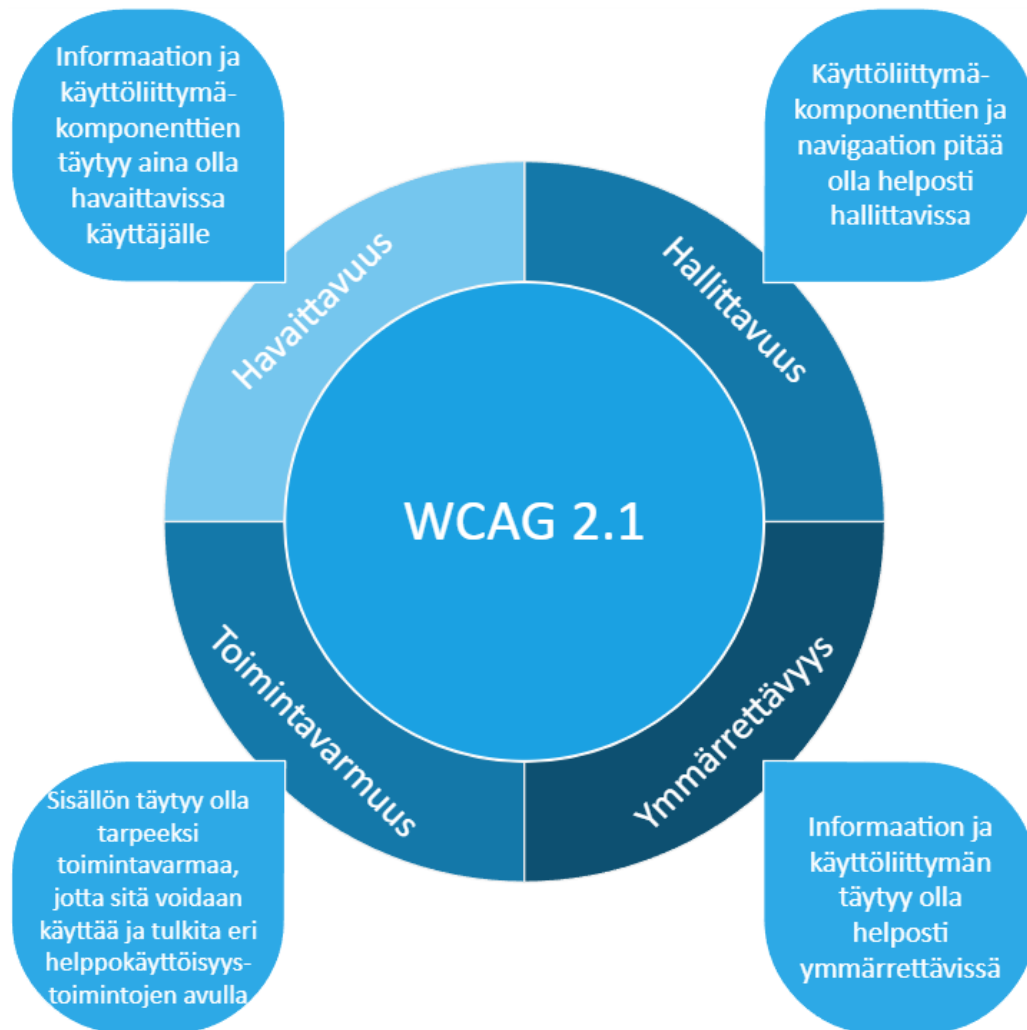 Informaation ja
käyttöliittymä-
komponenttien
täytyy aina olla
havaittavissa
käyttäjälle
Käyttöliittymä-
komponenttien ja
navigaation pitää
olla helposti
hallittavissa
Havaittavuus
Hallittavuus
WCAG 2.1
Toimintavarmuus
Ymmärrettävyys
Sisällön täytyy olla
tarpeeksi
toimintavarmaa,
jotta sitä voidaan
käyttää ja tulkita eri
helppokäyttöisyys-
toimintojen avulla
Informaation ja
käyttöliittymän
täytyy olla
helposti
ymmärrettävissä